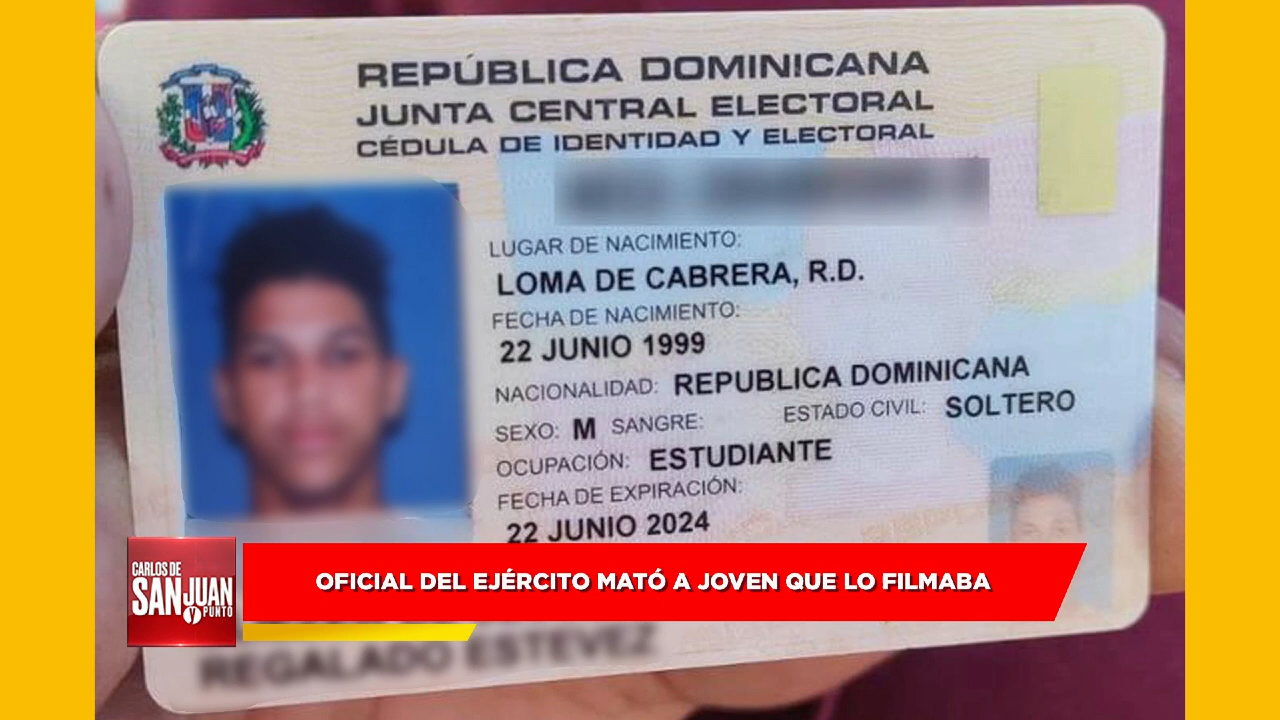 REPÚBLICA DOMINICANA
JUNTA CENTRAL ELECTORAL
CÉDULA DE IDENTIDAD Y ELECTORAL
LUGAR DE NACIMIENTO:
LOMA DE CABRERA, R.D.
FECHA DE NACIMIENTO:
22 JUNIO 1999
NACIONALIDAD: REPUBLICA DOMINICANA
SEXO: M SANGRE: ESTADO CIVIL: SOLTERO
OCUPACIÓN: ESTUDIANTE
FECHA DE EXPIRACIÓN:
22 JUNIO 2024
CARLOS DE
SAN JUAN
Y PUNTO
OFICIAL DEL EJÉRCITO MATÓ A JOVEN QUE LO FILMABA